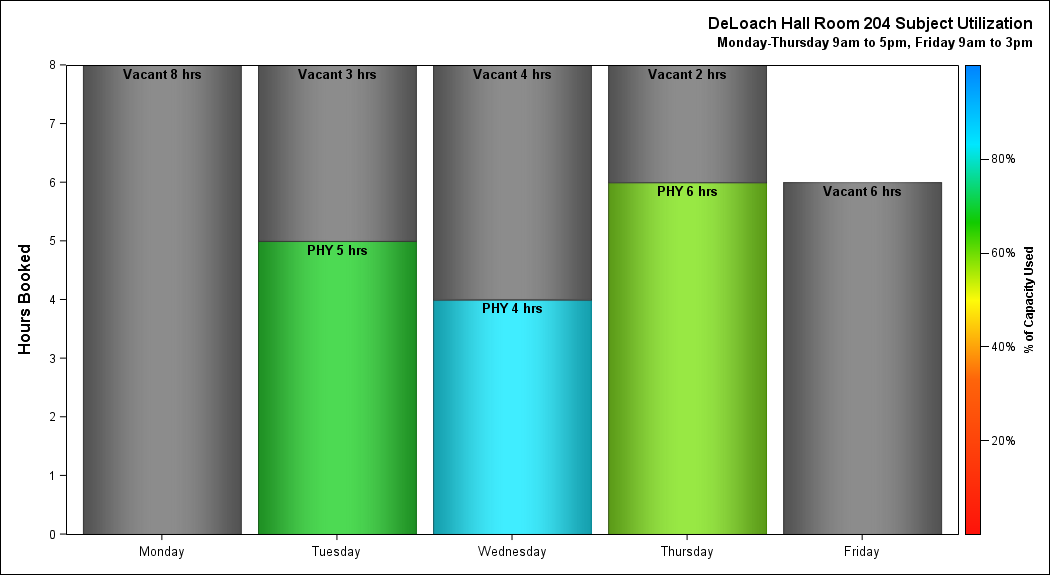 DeLoach Hall Room 204 Subject Utilization
Monday-Thursday 9am to 5pm, Friday 9am to 3pm
Hours Booked
8
7
6
5
4
3
2
1
0
Vacant 8 hrs
Vacant 3 hrs
Vacant 4 hrs
Vacant 2 hrs
PHY 6 hrs
Vacant 6 hrs
PHY 5 hrs
PHY 4 hrs
Monday
Tuesday
Wednesday
Thursday
Friday
80%
60%
40%
20%
% of Capacity Used